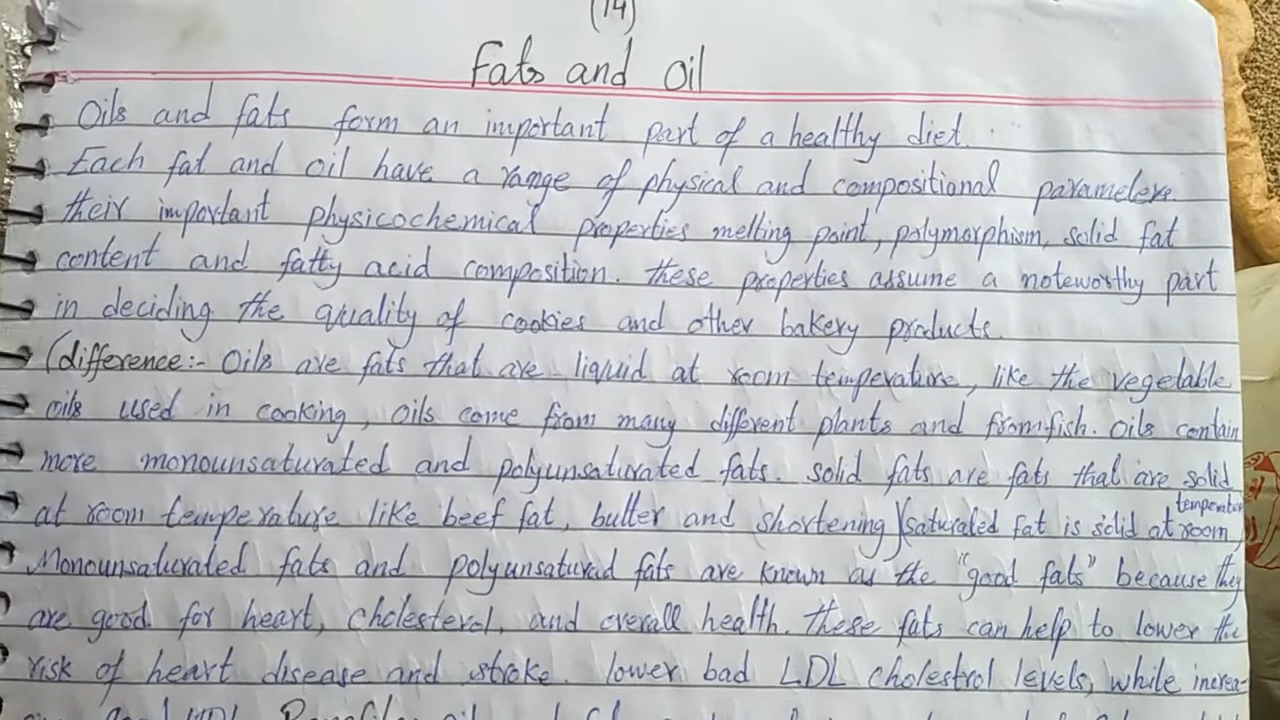 (14)
Fats and Oil
Oils and fats form an important part of a healthy diet.
Each fat and oil have a range of physical and compositional parameters.
their important physicochemical properties melting point, polymorphism, solid fat
content and fatty acid composition. these properties assume a noteworthy part
in deciding the quality of cookies and other bakery products.
(difference:- Oils are fats that are liquid at room temperature, like the vegetable
oils used in cooking, oils come from many different plants and from fish. Oils contain
more monounsaturated and polyunsaturated fats. solid fats are fats that are solid
at room temperature like beef fat, butter and shortening)(saturated fat is solid at room temperature)
Monounsaturated fats and polyunsaturad fats are known as the "good fats" because they
are good for heart, cholesterol, and overall health. these fats can help to lower the
risk of heart disease and stroke. lower bad LDL cholestrol levels, while increa-
good HDL